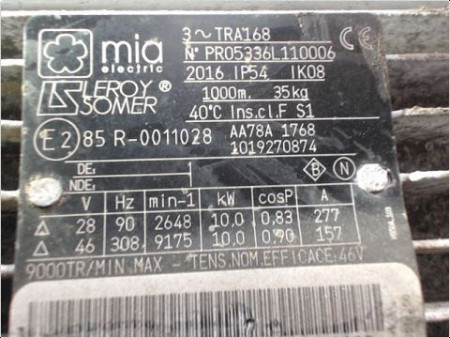 mia electric
3~TRA168
CE
LEROY SOMER ®
N° PR05336L110006
2016 IP54 IK08
1000m. 35kg
40°C Ins.cl.F S1
E2 85 R-0011028
AA78A 1768
1019270874
DE:
NDE:
B N
V Hz min-1 kW cosP A
△ 28 90 2648 10.0 0.83 277
△ 46 308. 9175 10.0 0.90 157
9000TR/MIN MAX - TENS.NOM.EFFICACE:46V